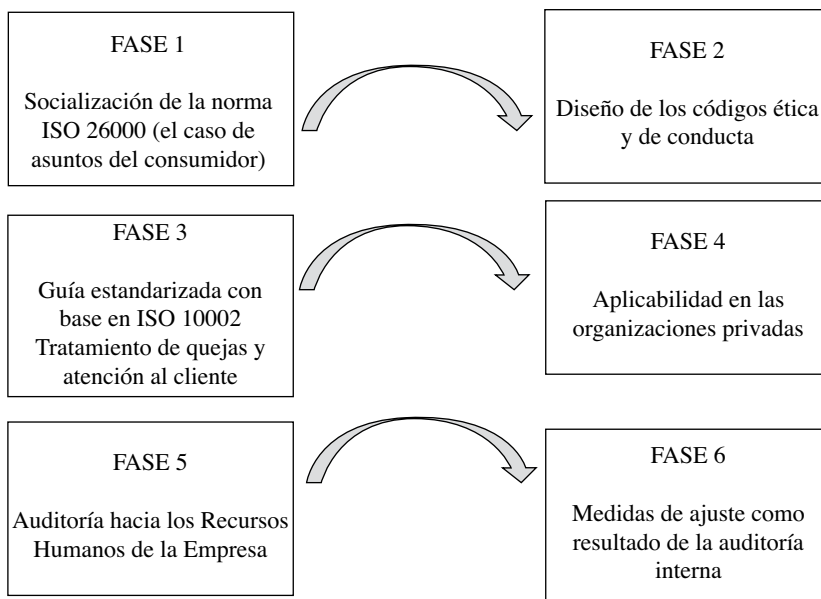 FASE 1
Socialización de la norma
ISO 26000 (el caso de
asuntos del consumidor)
FASE 2
Diseño de los códigos ética
y de conducta
FASE 3
Guía estandarizada con
base en ISO 10002
Tratamiento de quejas y
atención al cliente
FASE 4
Aplicabilidad en las
organizaciones privadas
FASE 5
Auditoría hacia los Recursos
Humanos de la Empresa
FASE 6
Medidas de ajuste como
resultado de la auditoría
interna